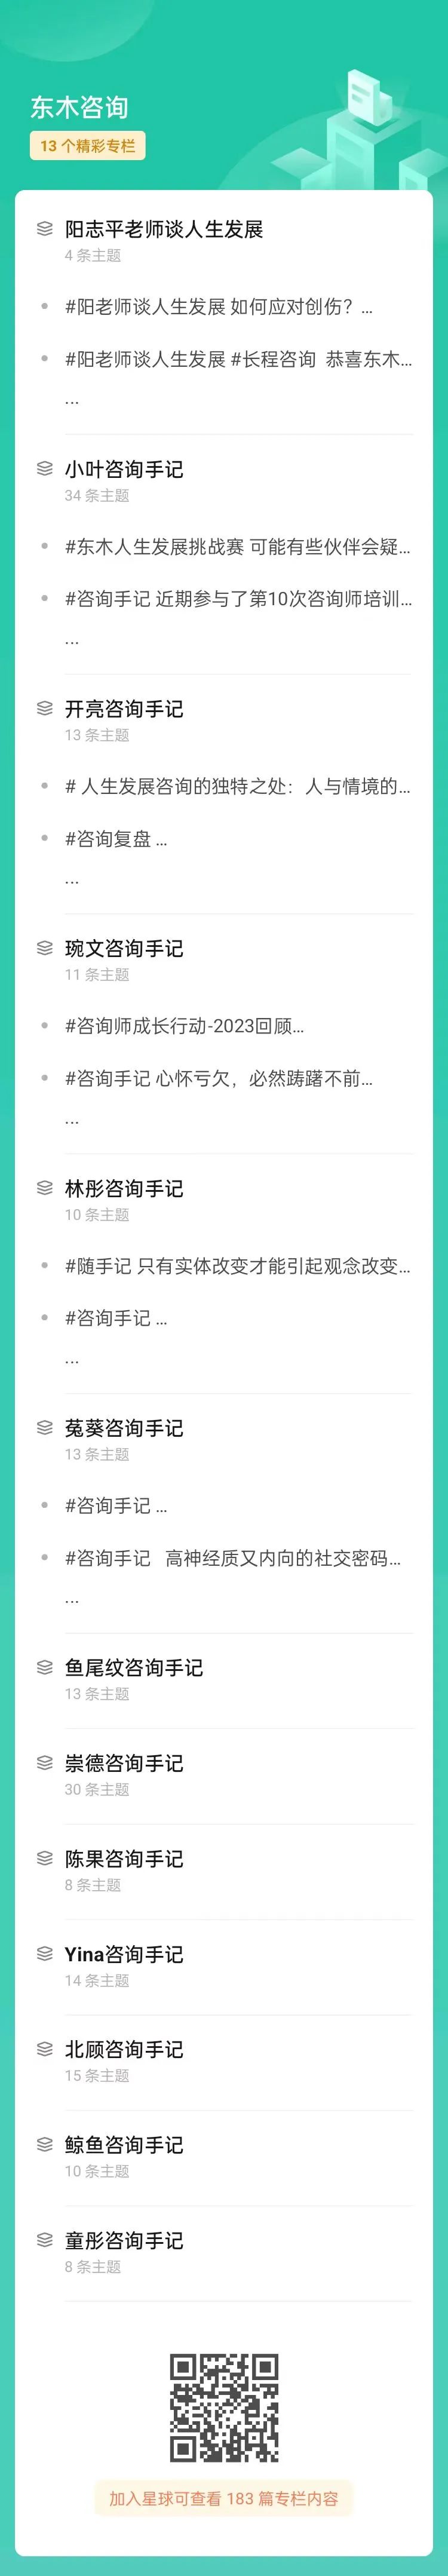 东木咨询
13 个精彩专栏
阳志平老师谈人生发展
4 条主题
#阳老师谈人生发展 如何应对创伤？...
#阳老师谈人生发展 #长程咨询 恭喜东木...
...
小叶咨询手记
34 条主题
#东木人生发展挑战赛 可能有些伙伴会疑...
#咨询手记 近期参与了第10次咨询师培训...
...
开亮咨询手记
13 条主题
# 人生发展咨询的独特之处：人与情境的...
#咨询复盘 ...
...
琬文咨询手记
11 条主题
#咨询师成长行动-2023回顾...
#咨询手记 心怀亏欠，必然踌躇不前...
...
林彤咨询手记
10 条主题
#随手记 只有实体改变才能引起观念改变...
#咨询手记 ...
...
菟葵咨询手记
13 条主题
#咨询手记 ...
#咨询手记 高神经质又内向的社交密码...
...
鱼尾纹咨询手记
13 条主题
崇德咨询手记
30 条主题
陈果咨询手记
8 条主题
Yina咨询手记
14 条主题
北顾咨询手记
15 条主题
鲸鱼咨询手记
10 条主题
童彤咨询手记
8 条主题
加入星球可查看 183 篇专栏内容